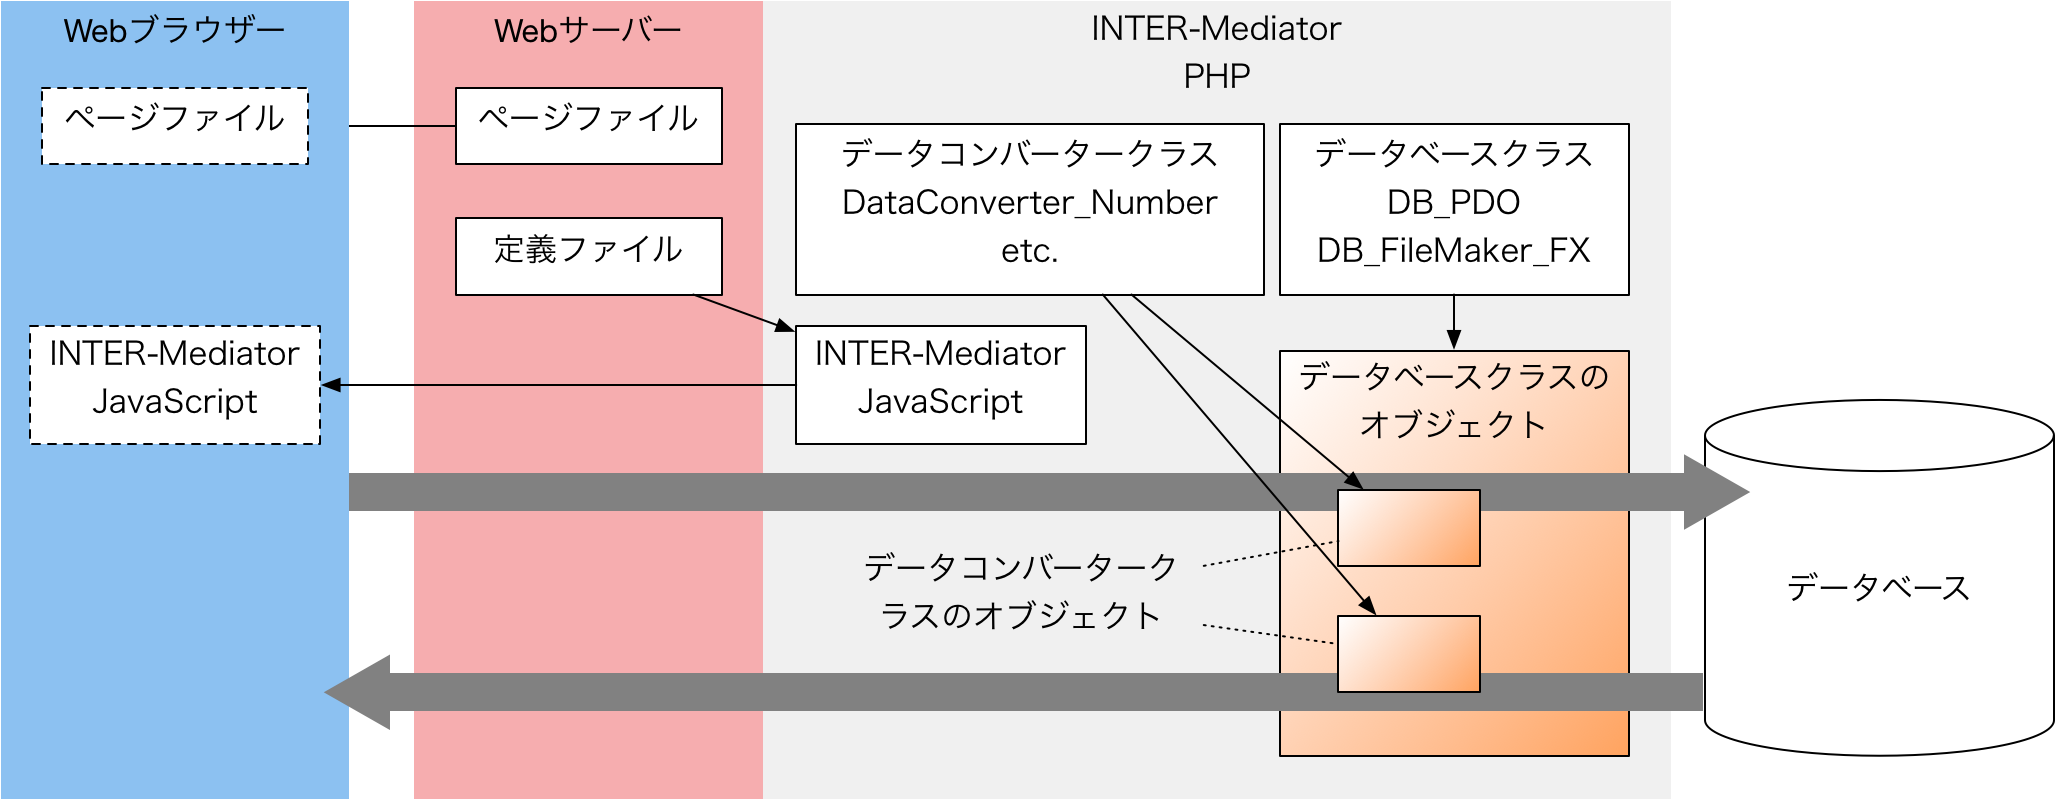 Webブラウザー
ページファイル
INTER-Mediator
JavaScript
Webサーバー
ページファイル
定義ファイル
INTER-Mediator
PHP
データコンバータークラス
DataConverter_Number
etc.
データベースクラス
DB_PDO
DB_FileMaker_FX
INTER-Mediator
JavaScript
データベースクラスの
オブジェクト
データコンバーターク
ラスのオブジェクト
データベース